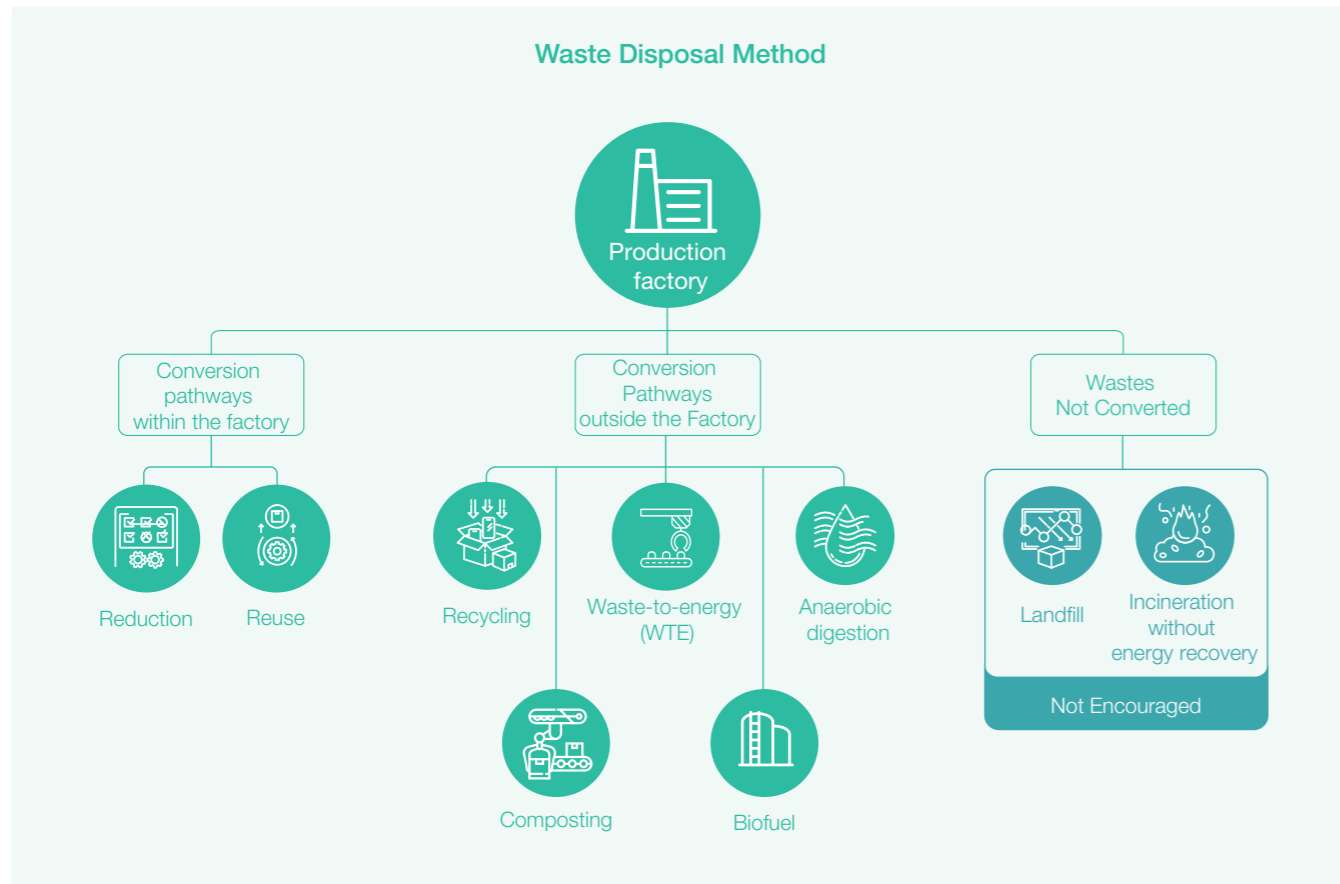 Waste Disposal Method
Production
factory
Conversion
pathways
within the factory
Conversion
Pathways
outside the Factory
Wastes
Not Converted
Reduction
Reuse
Recycling
Waste-to-energy
(WTE)
Anaerobic
digestion
Landfill
Incineration
without
energy recovery
Not Encouraged
Composting
Biofuel